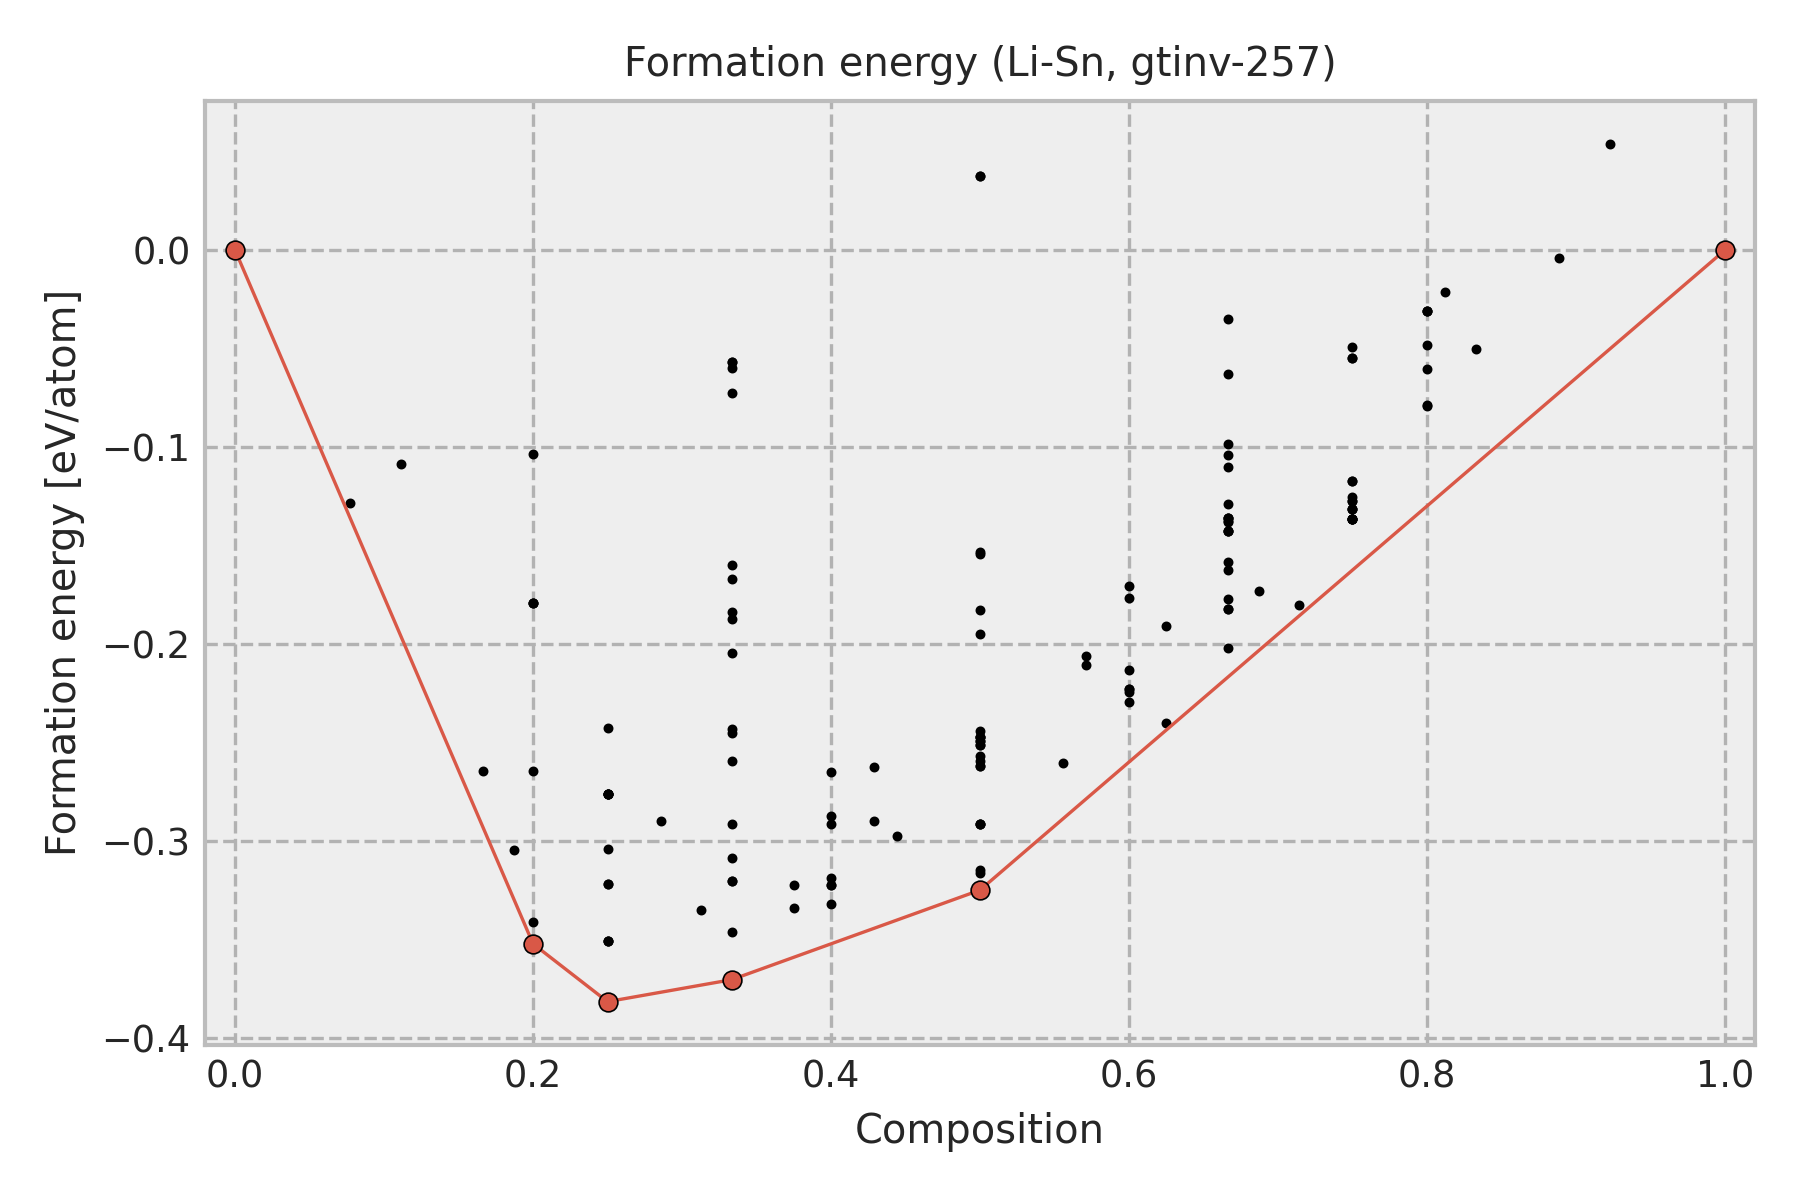 Formation energy (Li-Sn, gtinv-257)
Formation energy [eV/atom]
0.0
−0.1
−0.2
−0.3
−0.4
0.0 0.2 0.4 0.6 0.8 1.0
Composition